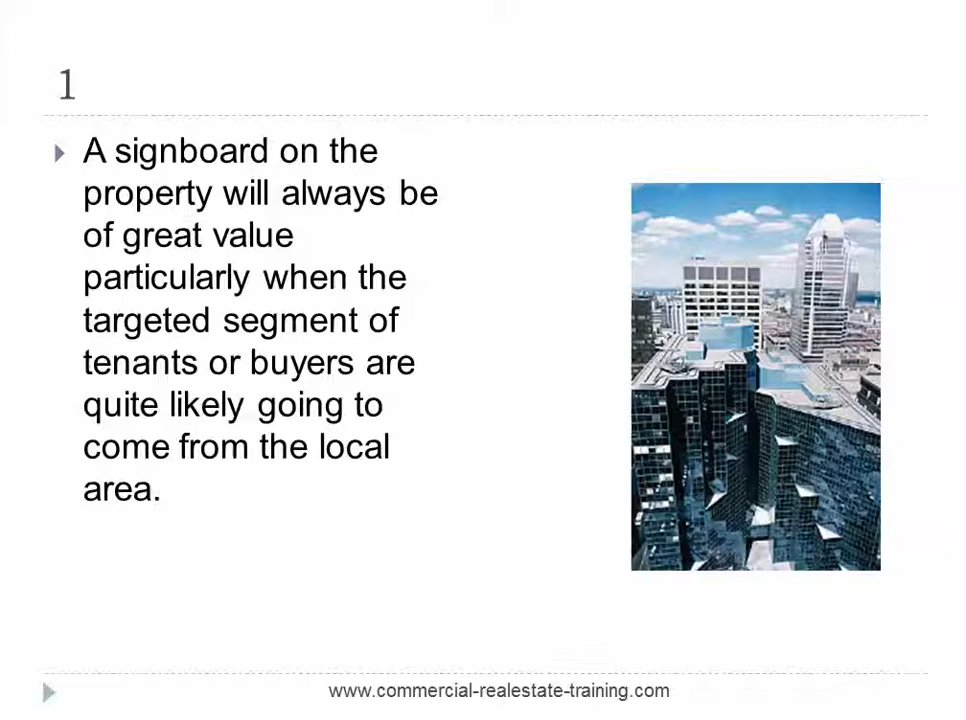 1
A signboard on the
property will always be
of great value
particularly when the
targeted segment of
tenants or buyers are
quite likely going to
come from the local
area.
www.commercial-realestate-training.com